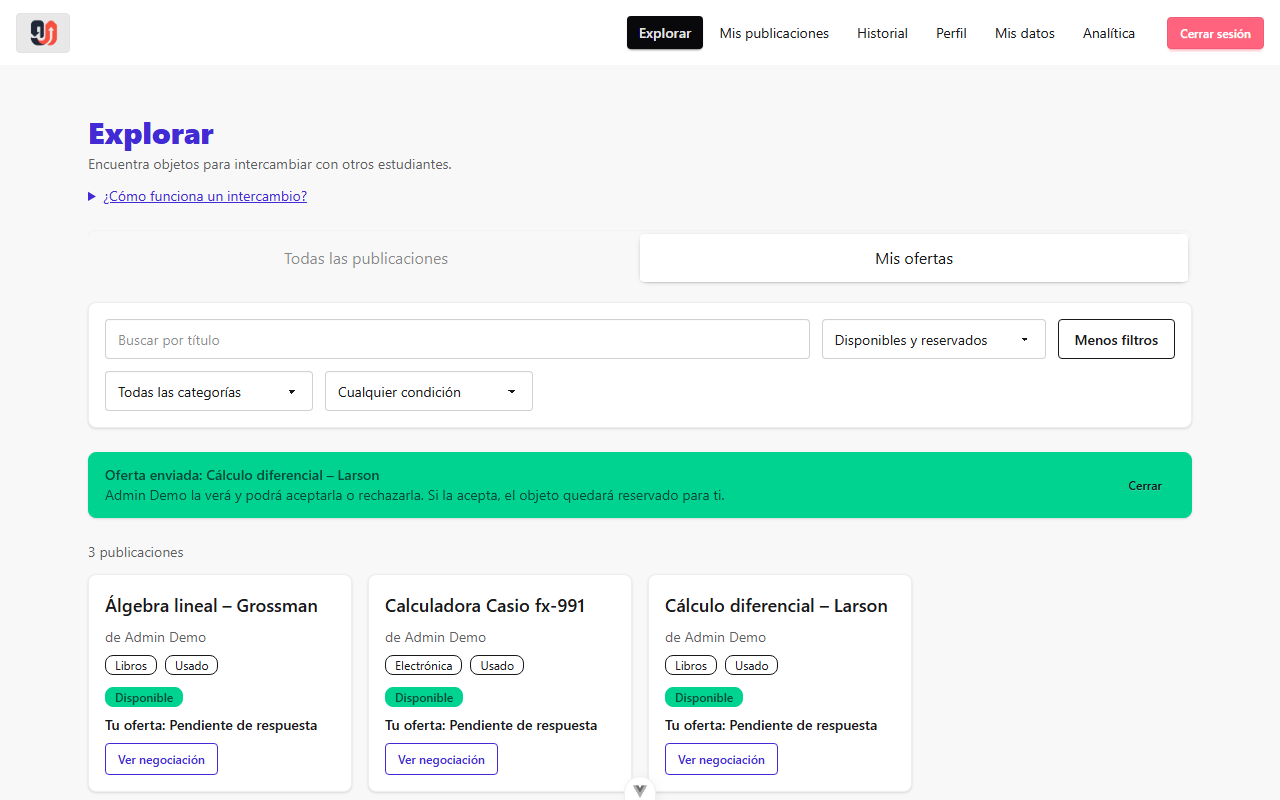 Explorar
Mis publicaciones
Historial
Perfil
Mis datos
Analítica
Cerrar sesión
Explorar
Encuentra objetos para intercambiar con otros estudiantes.
¿Cómo funciona un intercambio?
Todas las publicaciones
Mis ofertas
Buscar por título
Disponibles y reservados
Menos filtros
Todas las categorías
Cualquier condición
Oferta enviada: Cálculo diferencial – Larson
Admin Demo la verá y podrá aceptarla o rechazarla. Si la acepta, el objeto quedará reservado para ti.
Cerrar
3 publicaciones
Álgebra lineal – Grossman
de Admin Demo
Libros
Usado
Disponible
Tu oferta: Pendiente de respuesta
Ver negociación
Calculadora Casio fx-991
de Admin Demo
Electrónica
Usado
Disponible
Tu oferta: Pendiente de respuesta
Ver negociación
Cálculo diferencial – Larson
de Admin Demo
Libros
Usado
Disponible
Tu oferta: Pendiente de respuesta
Ver negociación